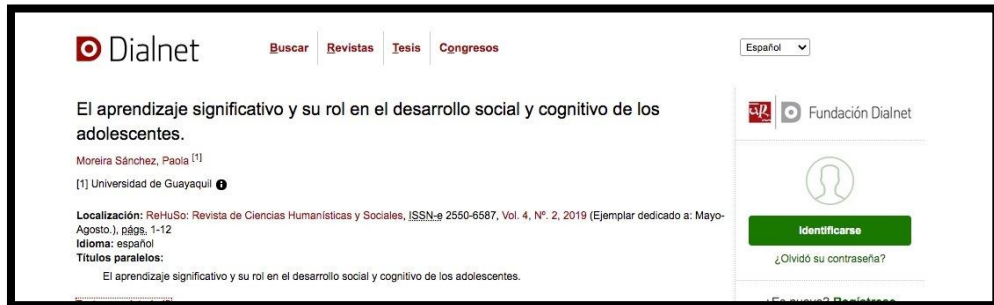 Dialnet
Buscar Revistas Tesis Congresos
Español
El aprendizaje significativo y su rol en el desarrollo social y cognitivo de los
adolescentes.
Moreira Sánchez, Paola [1]
[1] Universidad de Guayaquil
Localización: ReHuSo: Revista de Ciencias Humanísticas y Sociales, ISSN-e 2550-6587, Vol. 4, Nº. 2, 2019 (Ejemplar dedicado a: Mayo-
Agosto.), págs. 1-12
Idioma: español
Títulos paralelos:
El aprendizaje significativo y su rol en el desarrollo social y cognitivo de los adolescentes.
Fundación Dialnet
Identificarse
¿Olvidó su contraseña?
¿Es nuevo? Regístrese